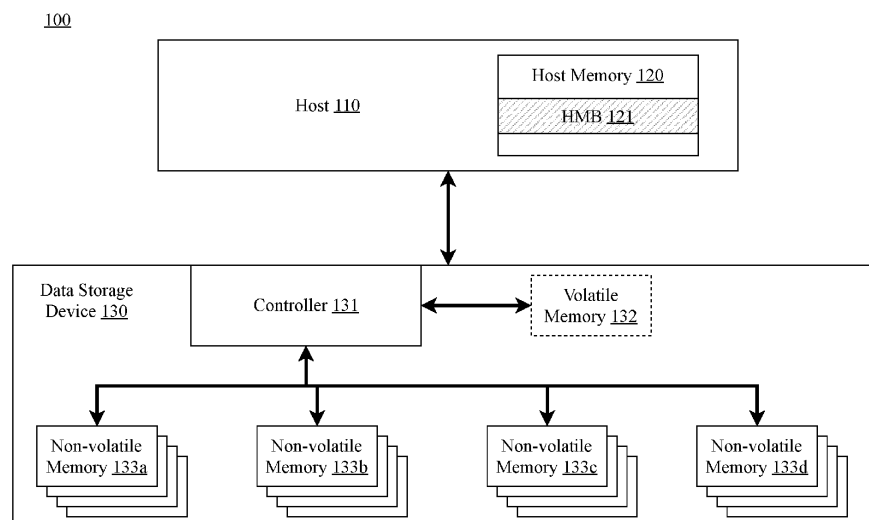 100
Host Memory 120
Host 110
HMB 121
Data Storage
Device 130
Controller 131
Volatile
Memory 132
Non-volatile
Memory 133a
Non-volatile
Memory 133b
Non-volatile
Memory 133c
Non-volatile
Memory 133d